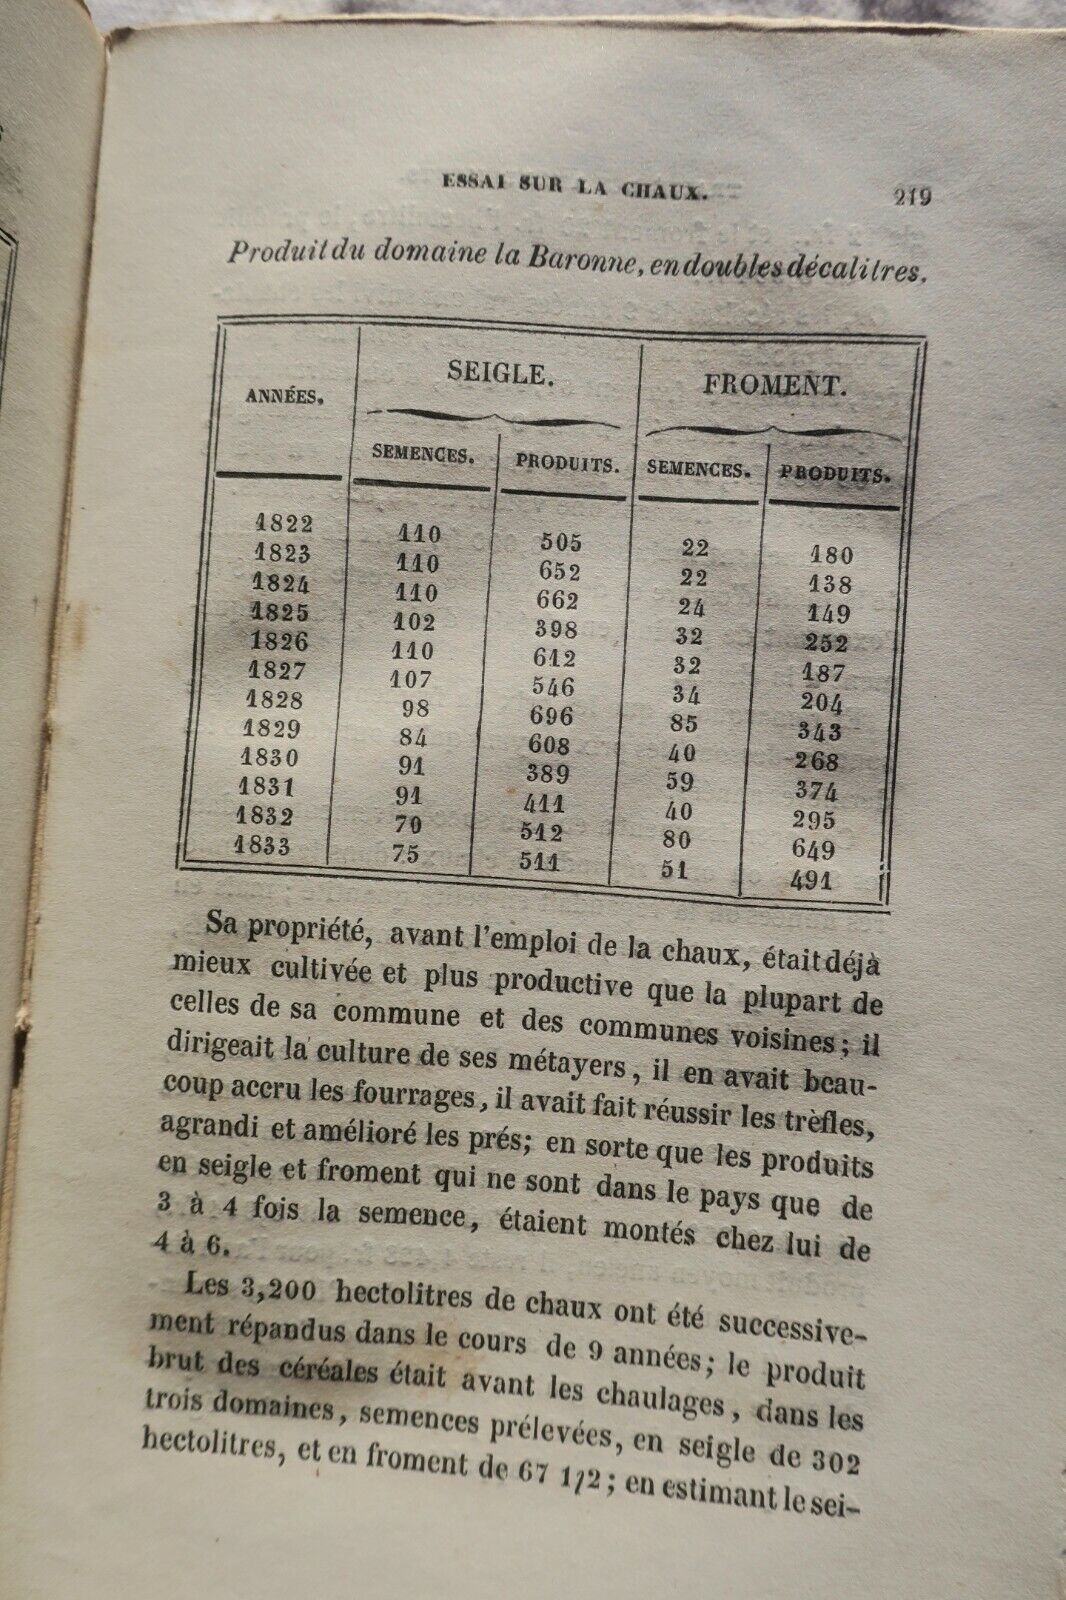 ESSAI SUR LA CHAUX. 219
Produit du domaine la Baronne, en doubles décalitres.
ANNÉES. SEIGLE. FROMENT.
SEMENCES. PRODUITS. SEMENCES. PRODUITS.
1822 110 505 22 180
1823 110 652 22 138
1824 110 662 24 149
1825 102 398 32 252
1826 110 612 32 187
1827 107 546 34 204
1828 98 696 85 343
1829 84 608 40 268
1830 91 389 59 374
1831 91 411 40 295
1832 70 512 80 649
1833 75 511 51 491
Sa propriété, avant l'emploi de la chaux, était déjà
mieux cultivée et plus productive que la plupart de
celles de sa commune et des communes voisines; il
dirigeait la culture de ses métayers, il en avait beau-
coup accru les fourrages, il avait fait réussir les trèfles,
agrandi et amélioré les prés; en sorte que les produits
en seigle et froment qui ne sont dans le pays que de
3 à 4 fois la semence, étaient montés chez lui de
4 à 6.
Les 3,200 hectolitres de chaux ont été successive-
ment répandus dans le cours de 9 années; le produit
brut des céréales était avant les chaulages, dans les
trois domaines, semences prélevées, en seigle de 302
hectolitres, et en froment de 67 1/2; en estimant le sei-